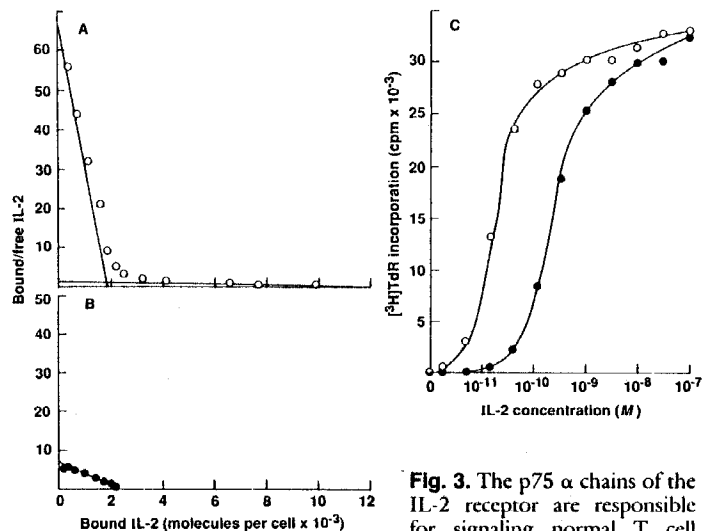 A
60
50
40
30
20
10
Bound/free IL-2
B
50
40
30
20
10
0 2 4 6 8 10 12
Bound IL-2 (molecules per cell x 10⁻³)
C
35
30
25
20
15
10
5
[³H]TdR incorporation (cpm x 10⁻³)
0 10⁻¹¹ 10⁻¹⁰ 10⁻⁹ 10⁻⁸ 10⁻⁷
IL-2 concentration (M)
Fig. 3. The p75 α chains of the
IL-2 receptor are responsible
for signaling normal T cell